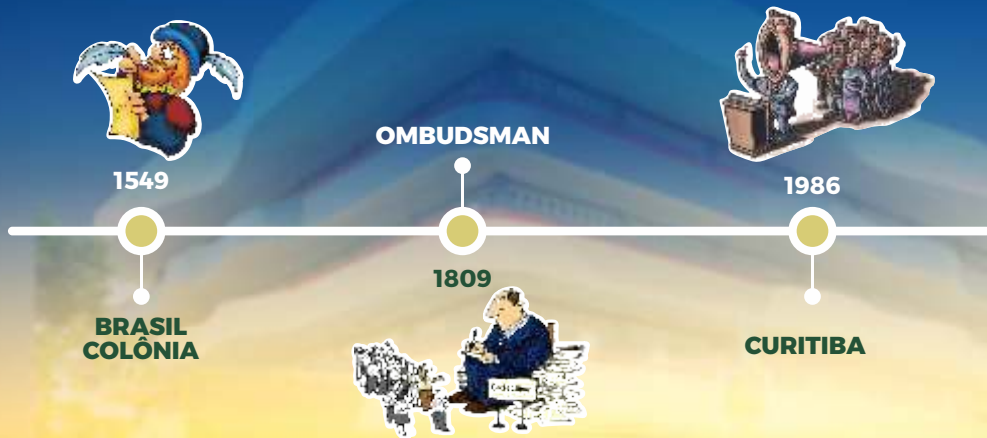 1549
BRASIL
COLÔNIA
OMBUDSMAN
1809
1986
CURITIBA